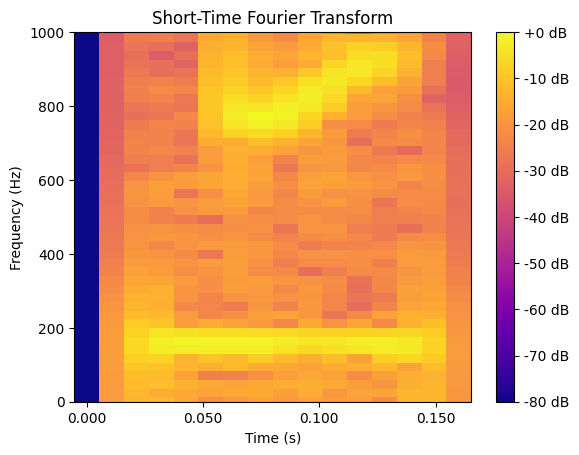 Short-Time Fourier Transform
1000
800
600
400
200
0
Frequency (Hz)
0.000
0.050
0.100
0.150
Time (s)
+0 dB
-10 dB
-20 dB
-30 dB
-40 dB
-50 dB
-60 dB
-70 dB
-80 dB